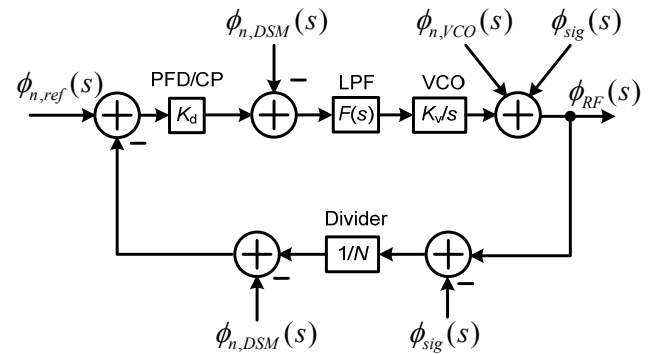 ϕn,DSM(s)
ϕn,VCO(s)
ϕsig(s)
ϕn,ref(s)
PFD/CP
LPF
VCO
ϕRF(s)
Kd
F(s)
Kv/s
Divider
1/N
ϕn,DSM(s)
ϕsig(s)